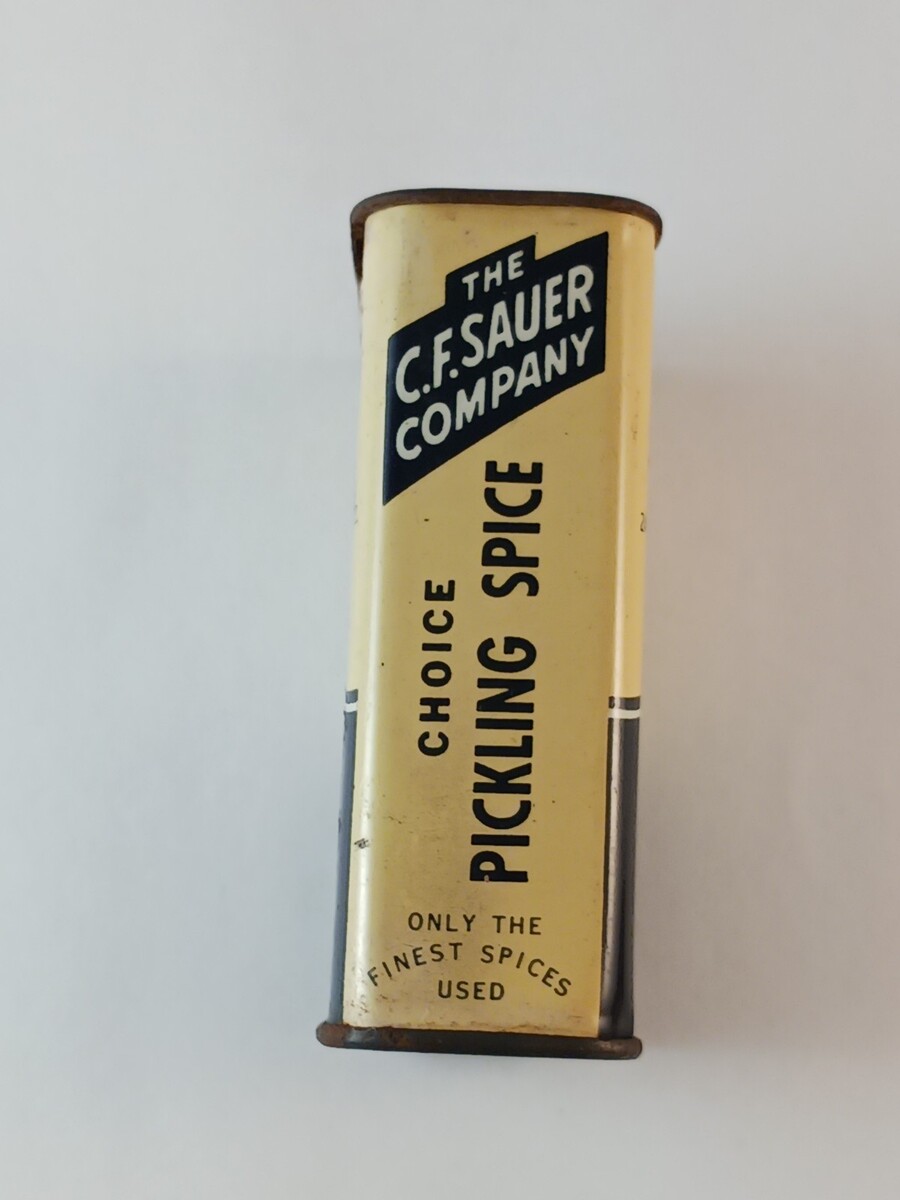 THE
C.F. SAUER
COMPANY
CHOICE
PICKLING SPICE
ONLY THE
FINEST SPICES
USED